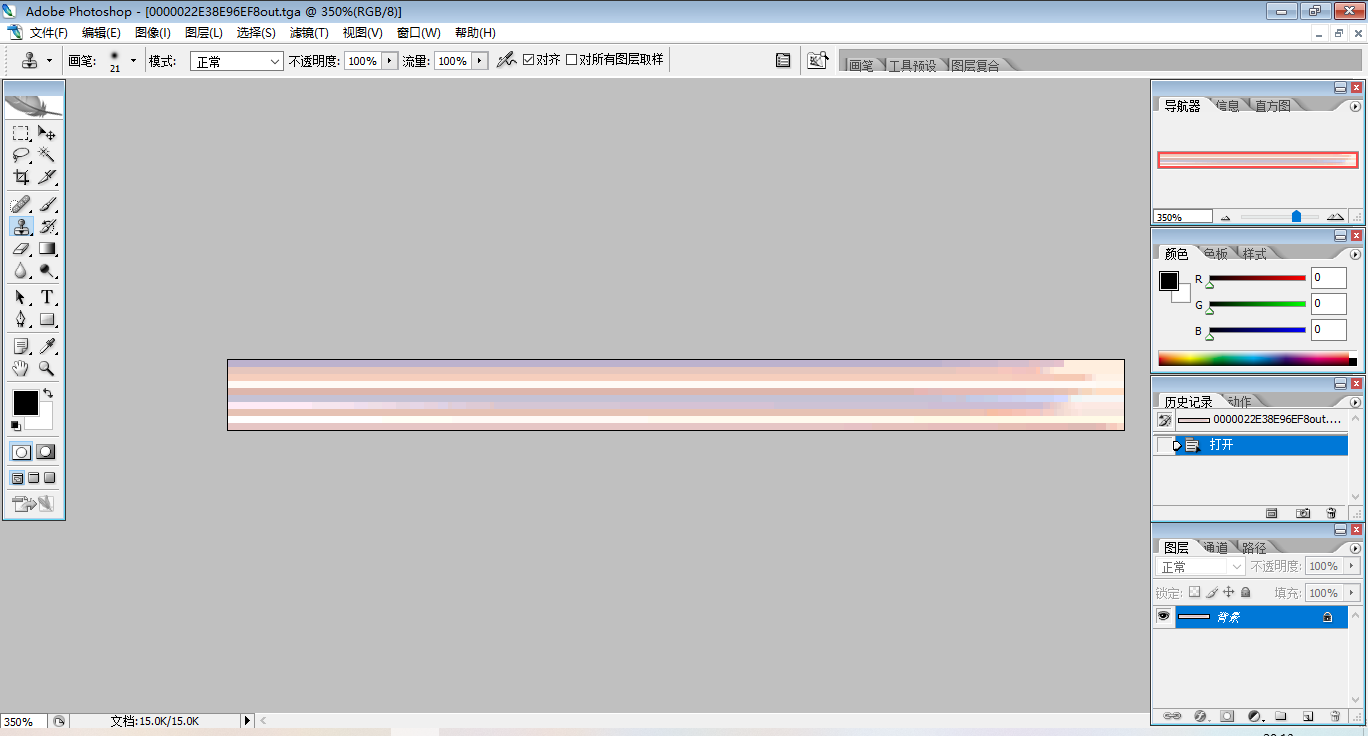 Adobe Photoshop - [0000022E38E96EF8out.tga @ 350%(RGB/8)]
文件(F) 编辑(E) 图像(I) 图层(L) 选择(S) 滤镜(T) 视图(V) 窗口(W) 帮助(H)
画笔: 21 模式: 正常 不透明度: 100% 流量: 100% 对齐 对所有图层取样 画笔 工具预设 图层复合
导航器 信息 直方图
350%
颜色 色板 样式
R 0
G 0
B 0
历史记录 动作
0000022E38E96EF8out....
打开
图层 通道 路径
正常 不透明度: 100%
锁定: 填充: 100%
背景
350% 文档:15.0K/15.0K